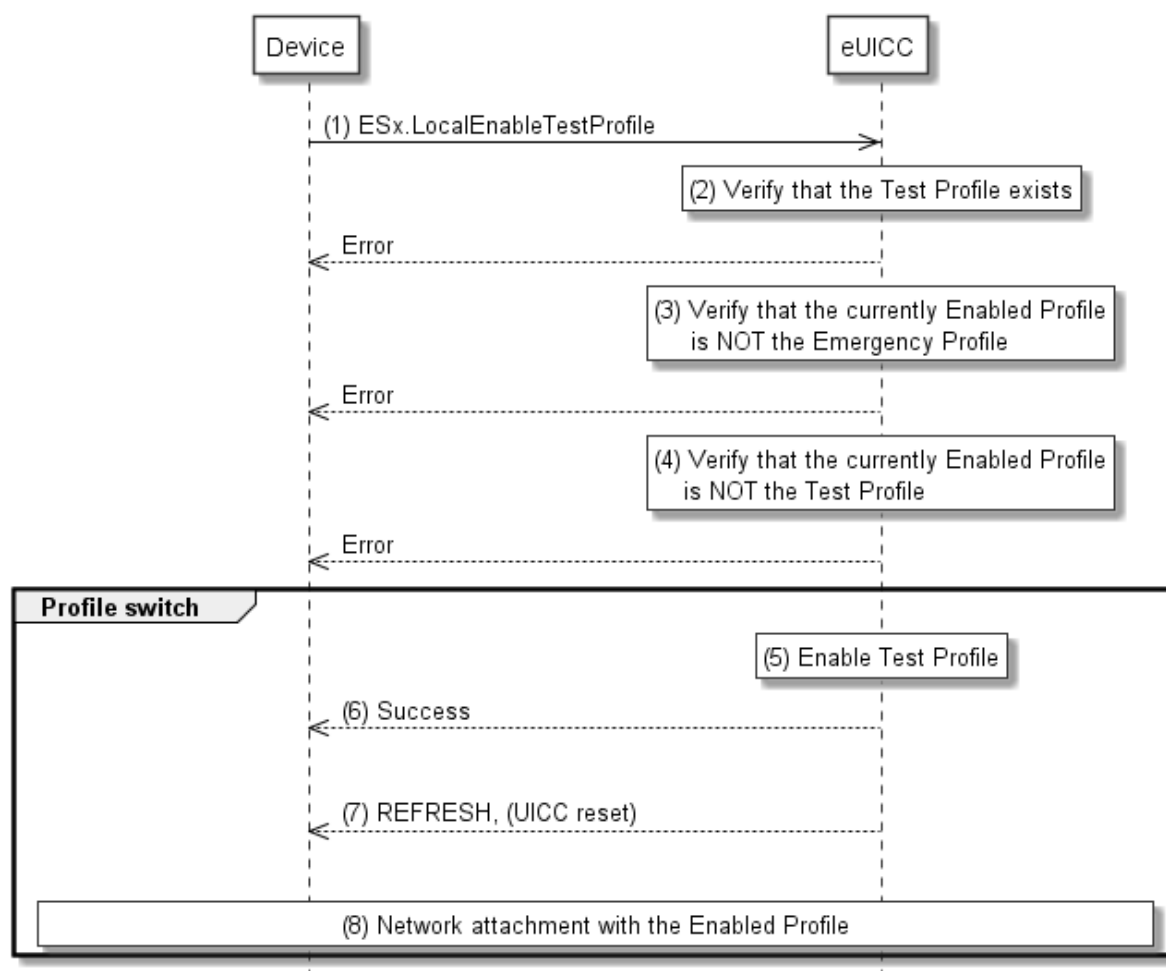 Device
eUICC
(1) ESx.LocalEnableTestProfile
(2) Verify that the Test Profile exists
Error
(3) Verify that the currently Enabled Profile
is NOT the Emergency Profile
Error
(4) Verify that the currently Enabled Profile
is NOT the Test Profile
Error
Profile switch
(5) Enable Test Profile
(6) Success
(7) REFRESH, (UICC reset)
(8) Network attachment with the Enabled Profile